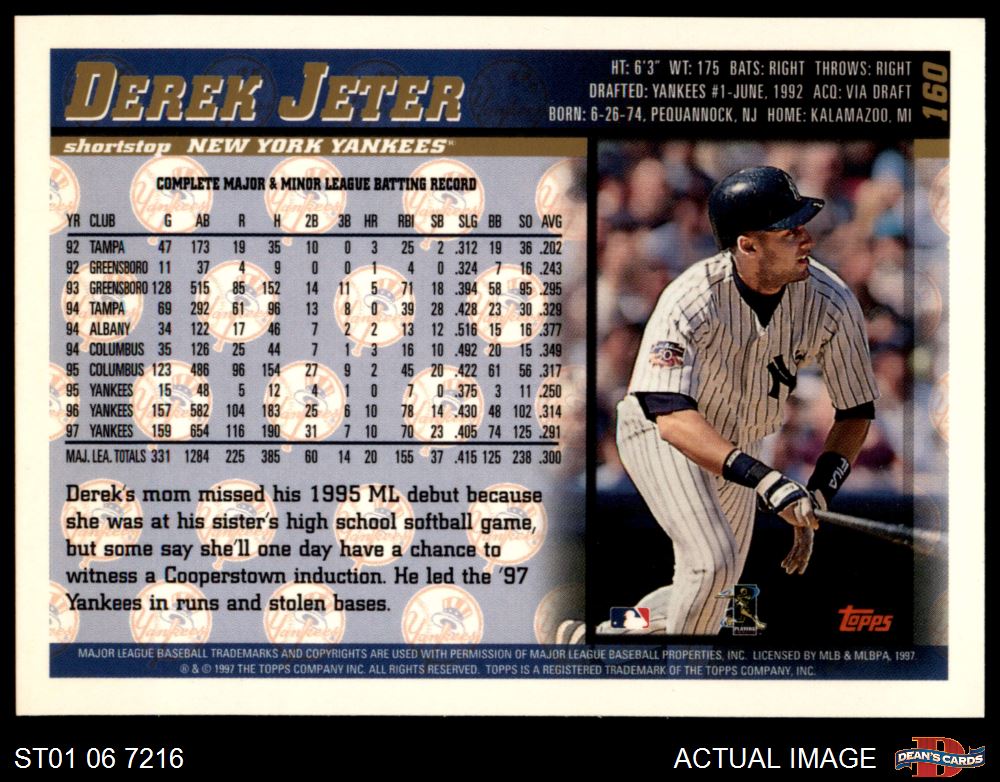 DEREK JETER
HT: 6'3" WT: 175 BATS: RIGHT THROWS: RIGHT
DRAFTED: YANKEES #1-JUNE, 1992 ACQ: VIA DRAFT
BORN: 6-26-74, PEQUANNOCK, NJ HOME: KALAMAZOO, MI
160
shortstop NEW YORK YANKEES
COMPLETE MAJOR & MINOR LEAGUE BATTING RECORD
YR CLUB G AB R H 2B 3B HR RBI SB SLG BB SO AVG
92 TAMPA 47 173 19 35 10 0 3 25 2 .312 19 36 .202
92 GREENSBORO 11 37 4 9 0 0 1 4 0 .324 7 16 .243
93 GREENSBORO 128 515 85 152 14 11 5 71 18 .394 58 95 .295
94 TAMPA 69 292 61 96 13 8 0 39 28 .428 23 30 .329
94 ALBANY 34 122 17 46 7 2 2 13 12 .516 15 16 .377
94 COLUMBUS 35 126 25 44 7 1 3 16 10 .492 20 15 .349
95 COLUMBUS 123 486 96 154 27 9 2 45 20 .422 61 56 .317
95 YANKEES 15 48 5 12 4 1 0 7 0 .375 3 11 .250
96 YANKEES 157 582 104 183 25 6 10 78 14 .430 48 102 .314
97 YANKEES 159 654 116 190 31 7 10 70 23 .405 74 125 .291
MAJ. LEA. TOTALS 331 1284 225 385 60 14 20 155 37 .415 125 238 .300
Derek's mom missed his 1995 ML debut because
she was at his sister's high school softball game,
but some say she'll one day have a chance to
witness a Cooperstown induction. He led the '97
Yankees in runs and stolen bases.
FILA
PLAYERS
Topps
MAJOR LEAGUE BASEBALL TRADEMARKS AND COPYRIGHTS ARE USED WITH PERMISSION OF MAJOR LEAGUE BASEBALL PROPERTIES, INC. LICENSED BY MLB & MLBPA, 1997
® & © 1997 THE TOPPS COMPANY INC. ALL RIGHTS RESERVED. TOPPS IS A REGISTERED TRADEMARK OF THE TOPPS COMPANY, INC.
ST01 06 7216
ACTUAL IMAGE
DEAN'S CARDS